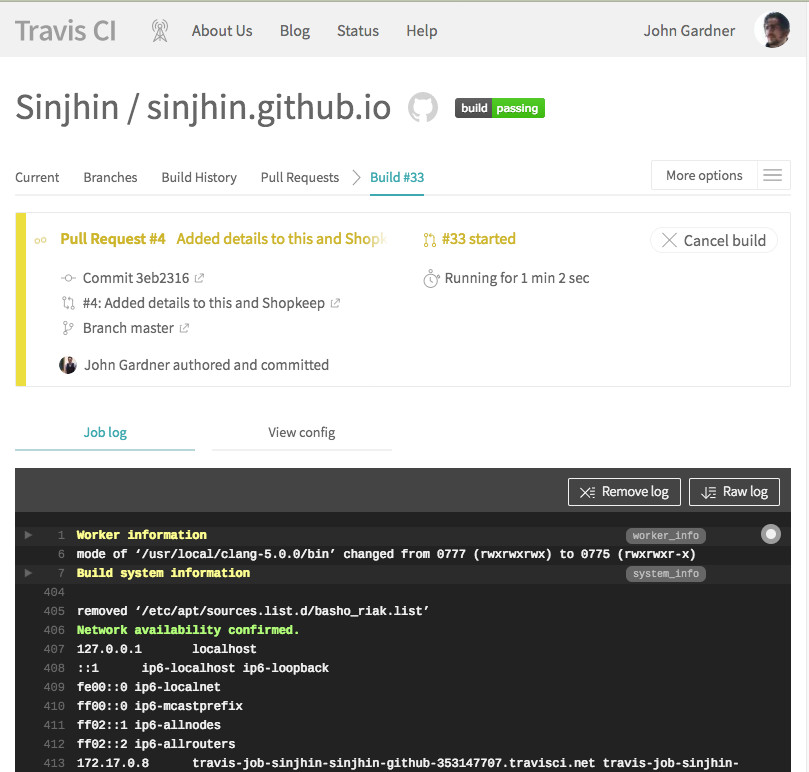 Travis CI About Us Blog Status Help John Gardner
Sinjhin / sinjhin.github.io build passing
Current Branches Build History Pull Requests Build #33 More options
Pull Request #4 Added details to this and Shopk #33 started Cancel build
Commit 3eb2316 Running for 1 min 2 sec
#4: Added details to this and Shopkeep
Branch master
John Gardner authored and committed
Job log View config
Remove log Raw log
1 Worker information worker_info
6 mode of ‘/usr/local/clang-5.0.0/bin’ changed from 0777 (rwxrwxrwx) to 0775 (rwxrwxr-x)
7 Build system information system_info
404
405 removed ‘/etc/apt/sources.list.d/basho_riak.list’
406 Network availability confirmed.
407 127.0.0.1 localhost
408 ::1 ip6-localhost ip6-loopback
409 fe00::0 ip6-localnet
410 ff00::0 ip6-mcastprefix
411 ff02::1 ip6-allnodes
412 ff02::2 ip6-allrouters
413 172.17.0.8 travis-job-sinjhin-sinjhin-github-353147707.travisci.net travis-job-sinjhin-